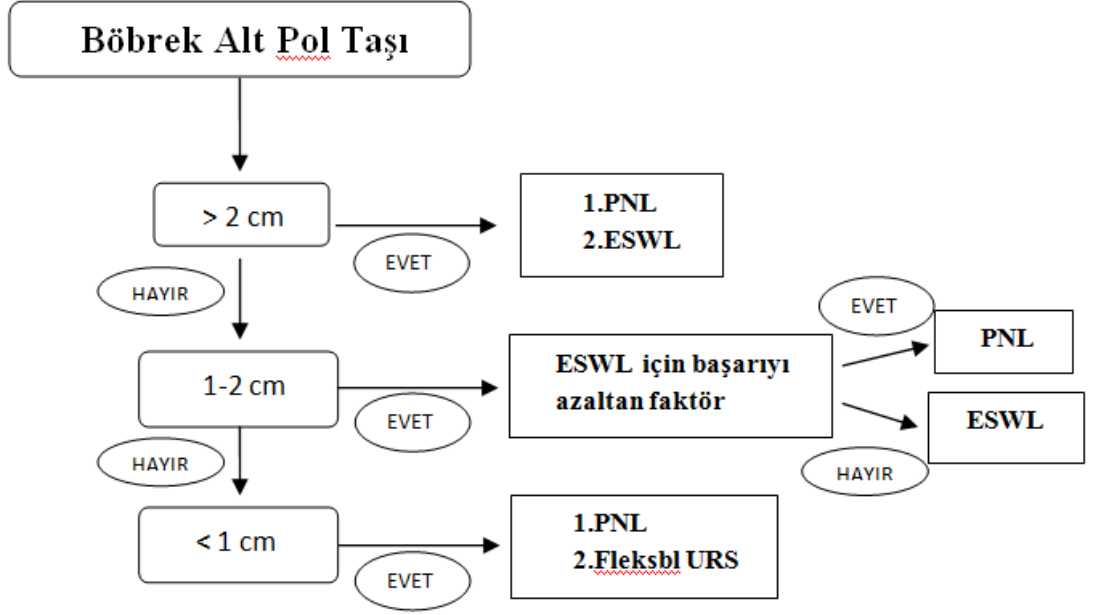 Böbrek Alt Pol Taşı
> 2 cm
EVET
1.PNL
2.ESWL
HAYIR
1-2 cm
EVET
ESWL için başarıyı
azaltan faktör
EVET
PNL
HAYIR
ESWL
HAYIR
< 1 cm
EVET
1.PNL
2.Fleksbl URS